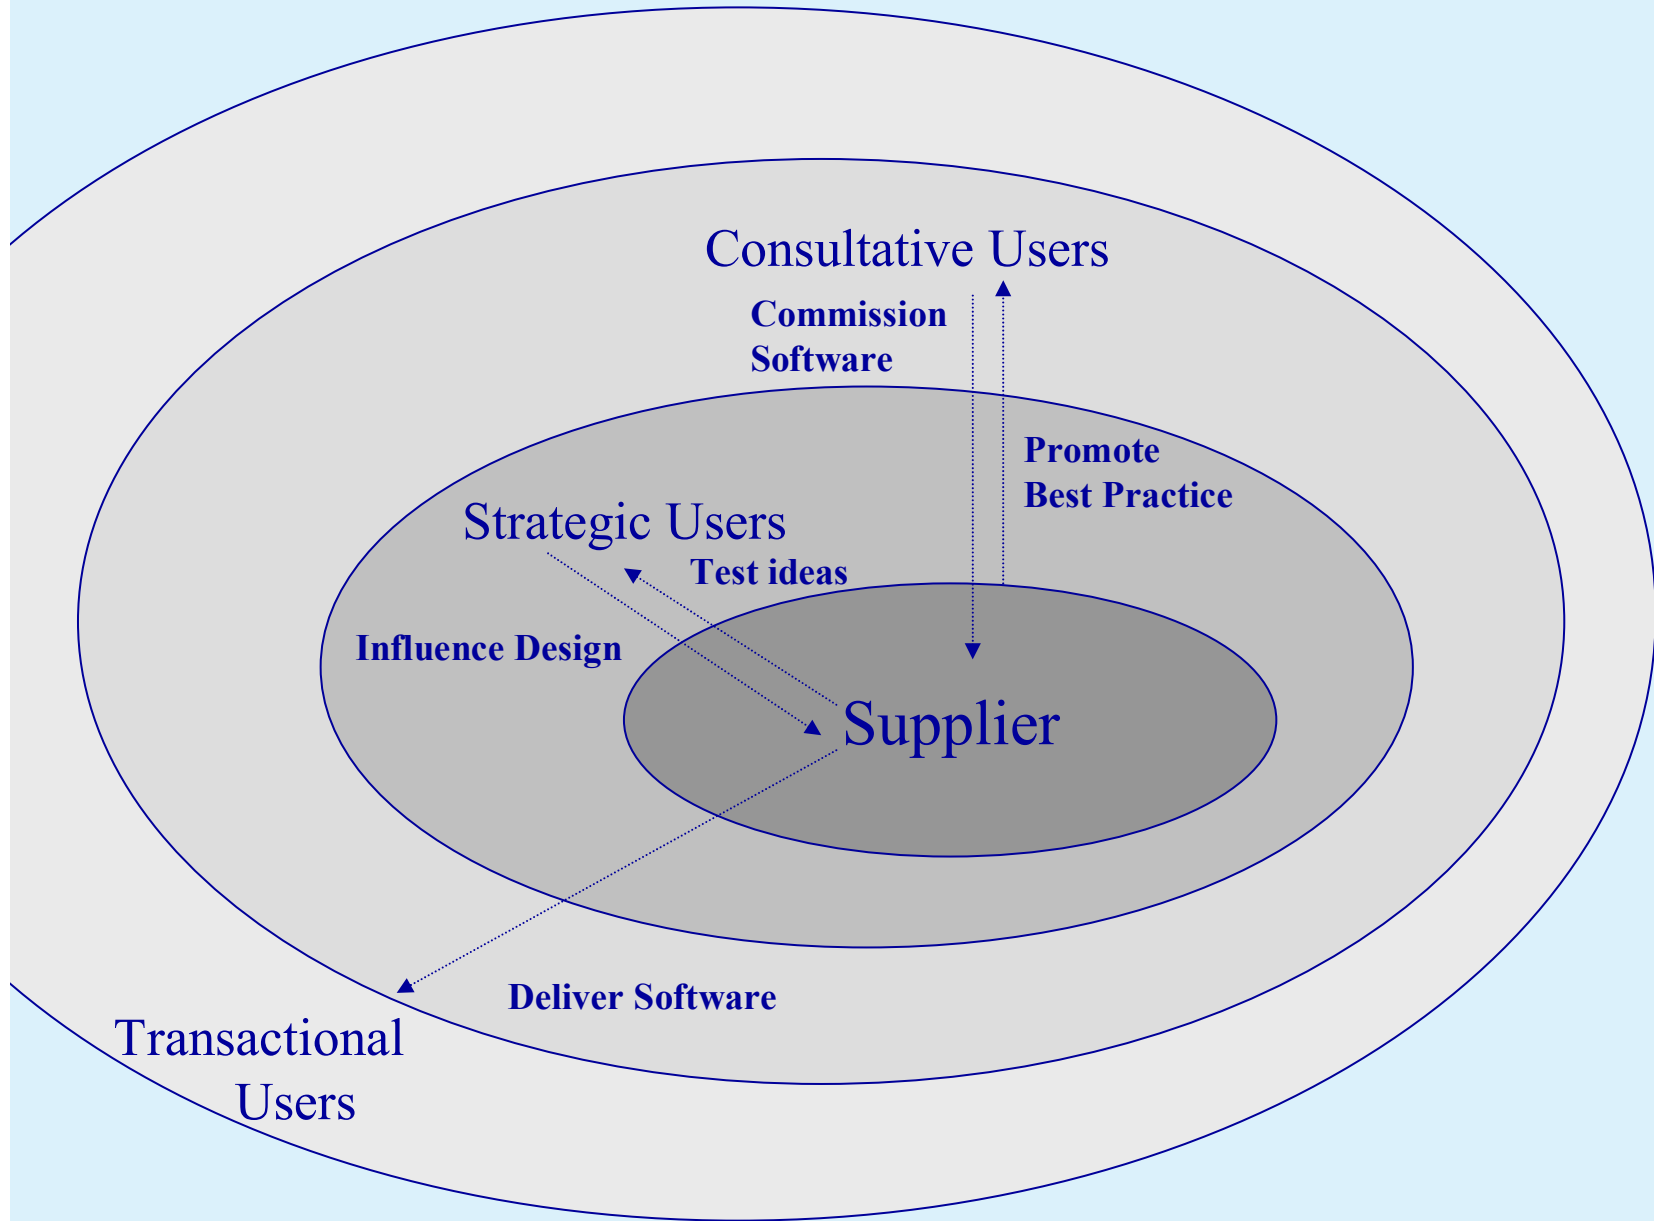 Consultative Users
Commission
Software
Promote
Best Practice
Strategic Users
Test ideas
Influence Design
Supplier
Deliver Software
Transactional
Users